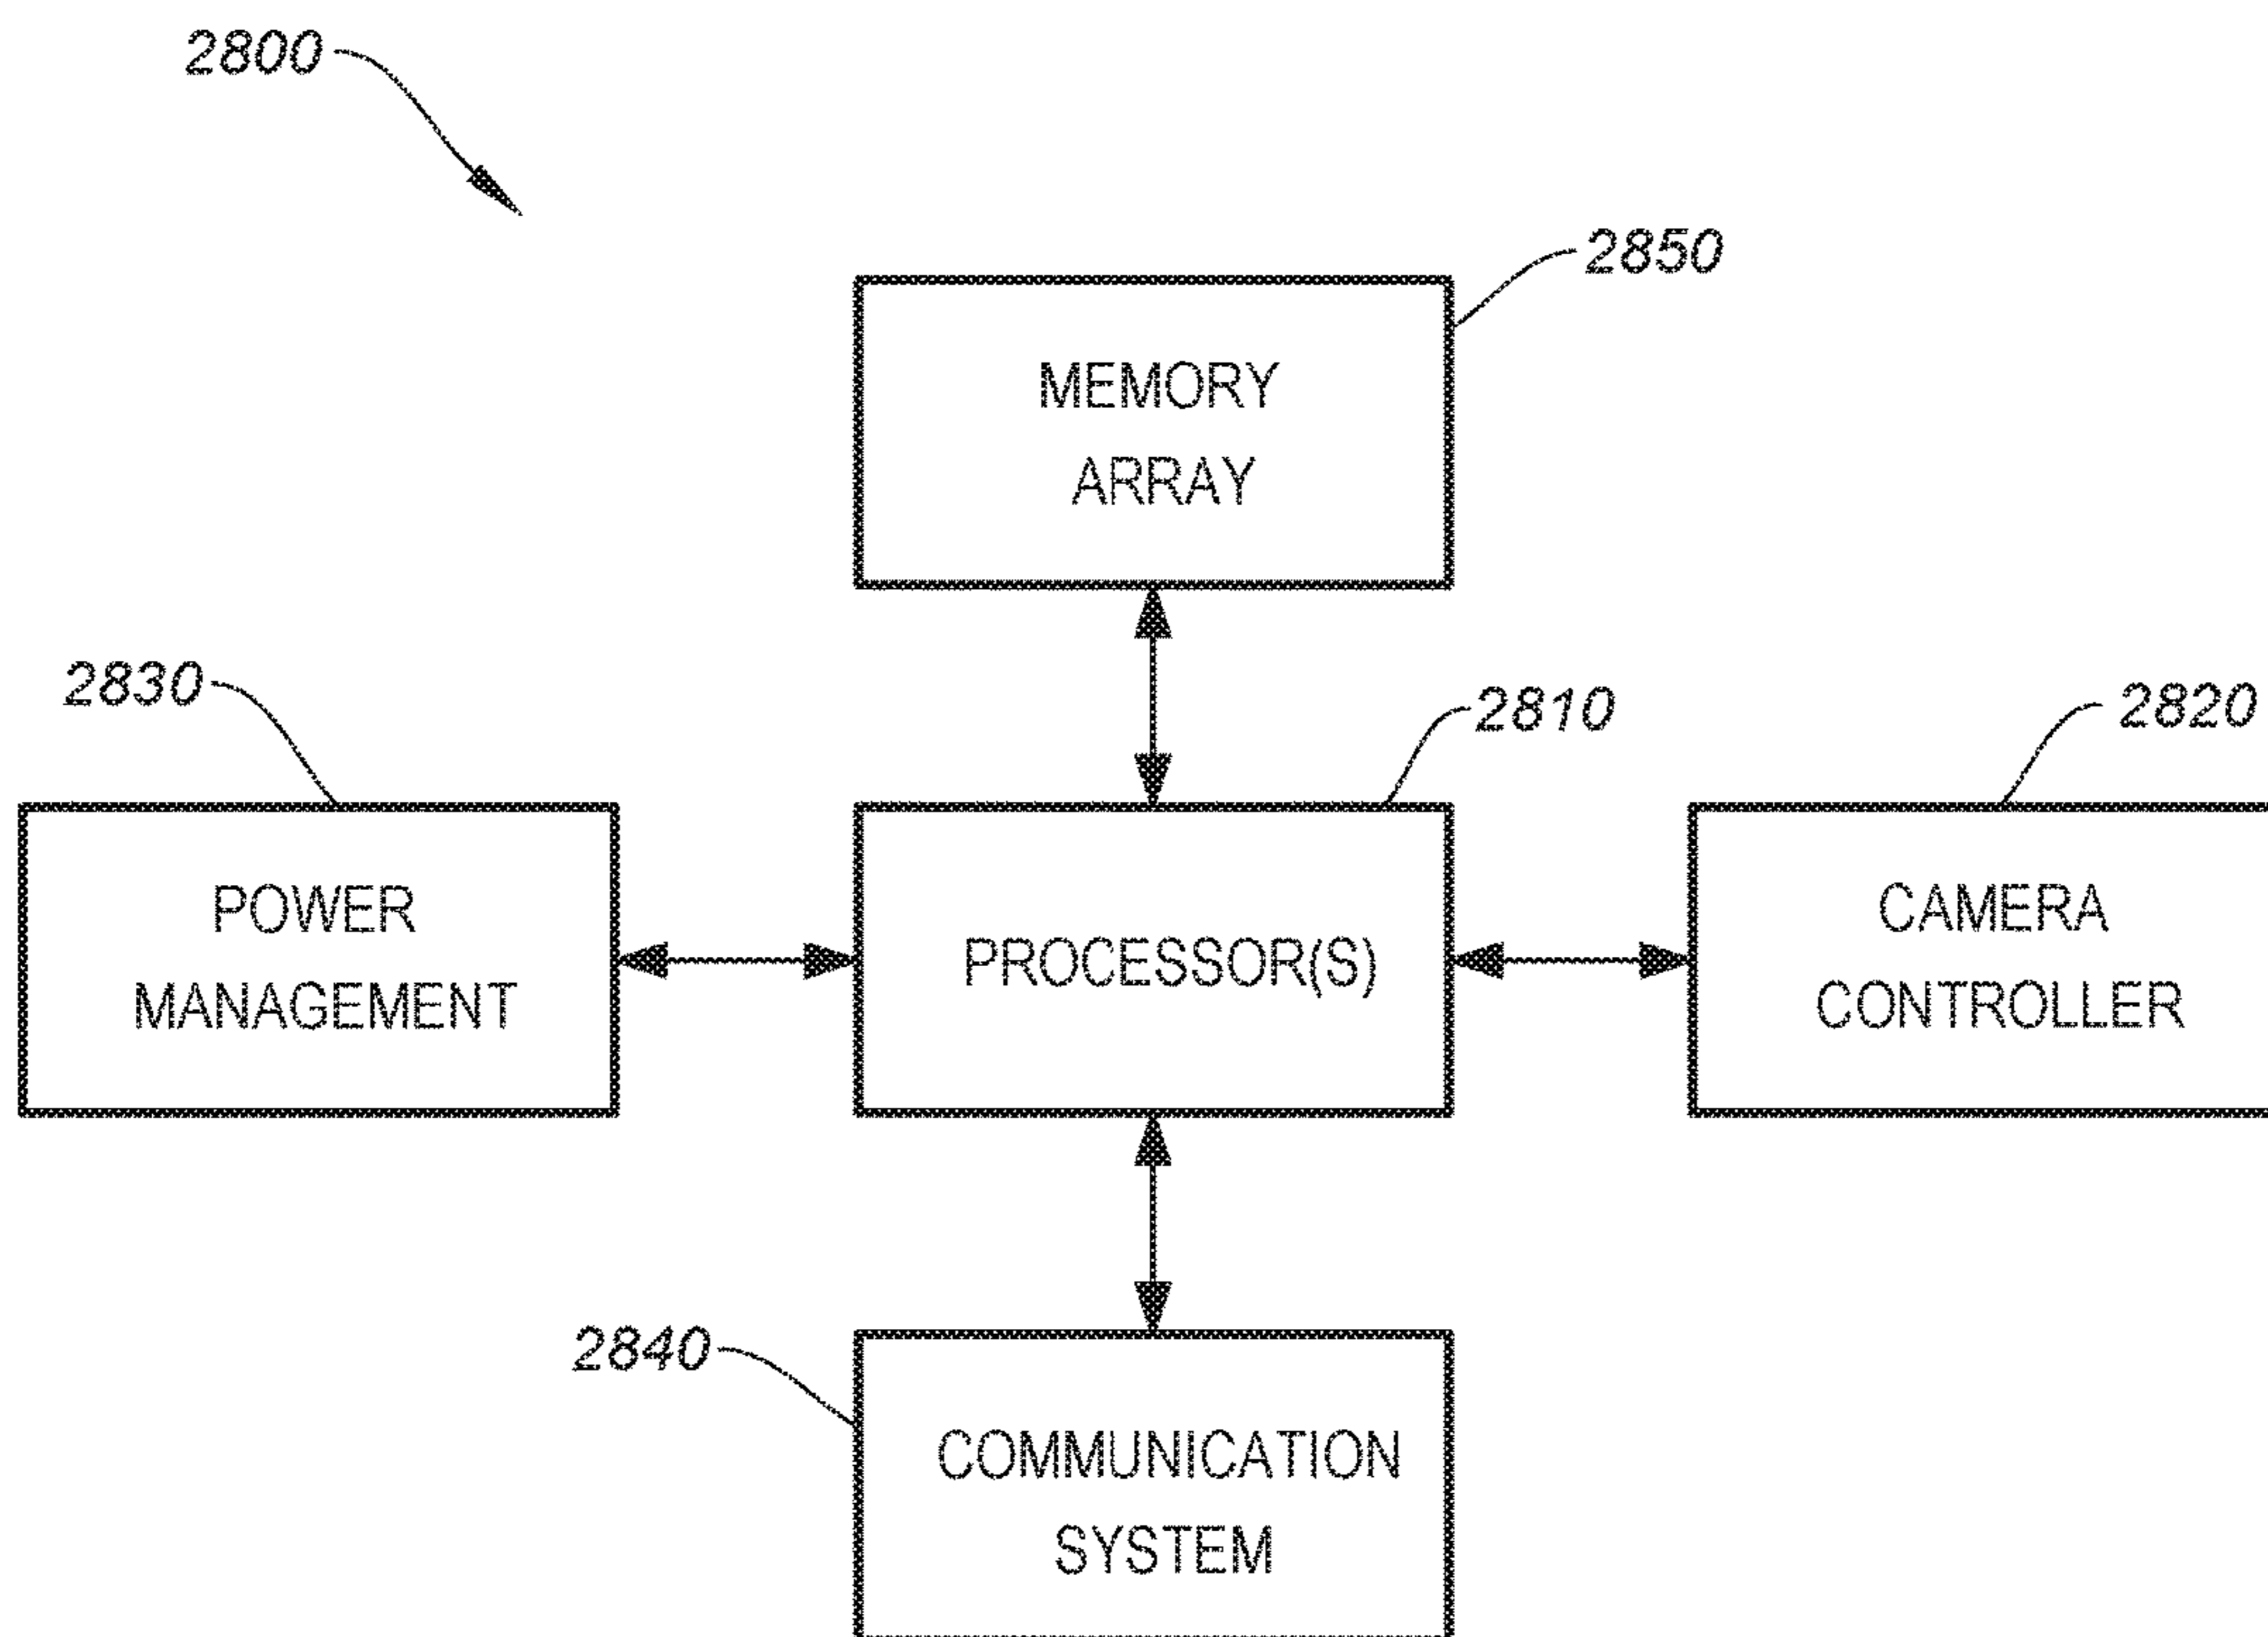 2800
2850
MEMORY
ARRAY
2830
2810
2820
POWER
MANAGEMENT
PROCESSOR(S)
CAMERA
CONTROLLER
2840
COMMUNICATION
SYSTEM